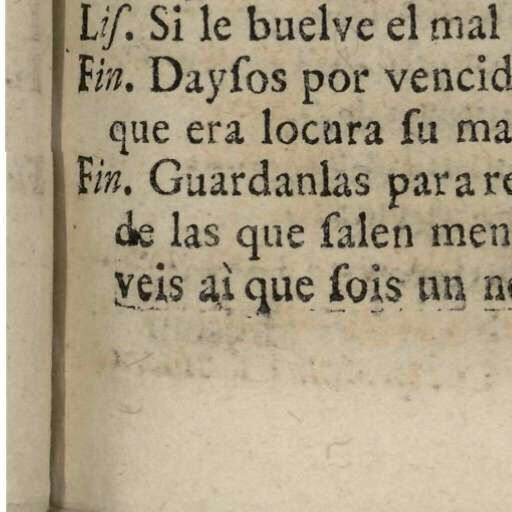 Liſ. Si le buelve el mal
Fin. Dayſos por vencid
que era locura ſu ma
Fin. Guardanlas para re
de las que ſalen men
veis aì que ſois un ne